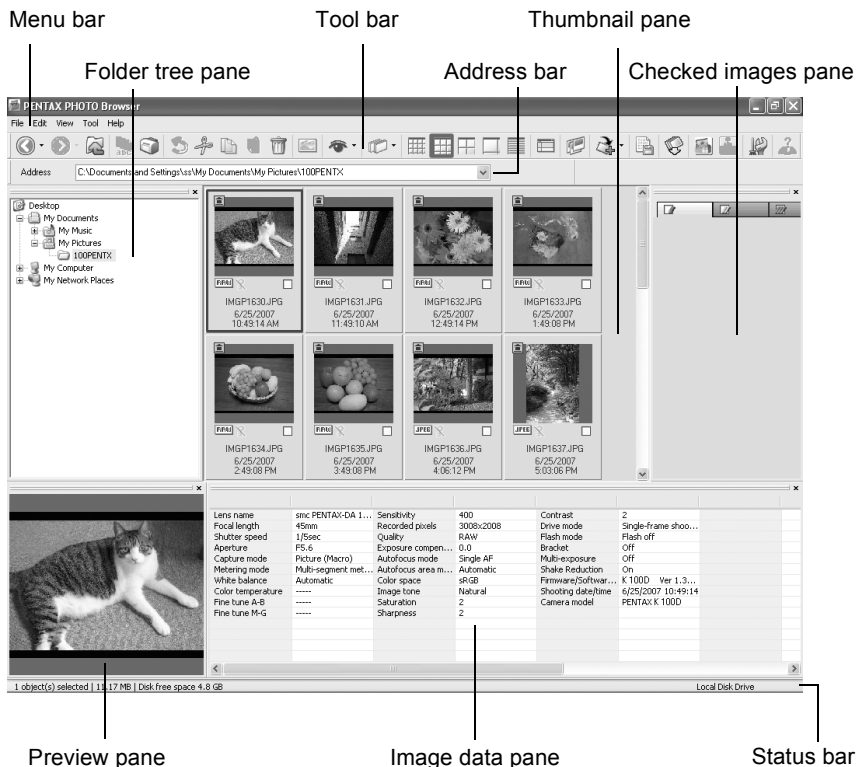 Menu bar
Tool bar
Thumbnail pane
Folder tree pane
Address bar
Checked images pane
PENTAX PHOTO Browser
File Edit View Tool Help
Address C:\Documents and Settings\ss\My Documents\My Pictures\100PENTX
Desktop
My Documents
My Music
My Pictures
100PENTX
My Computer
My Network Places
RAW RAW RAW RAW
IMGP1630.JPG IMGP1631.JPG IMGP1632.JPG IMGP1633.JPG
6/25/2007 6/25/2007 6/25/2007 6/25/2007
10:49:14 AM 11:49:10 AM 12:49:14 PM 1:49:08 PM
RAW RAW JPEG JPEG
IMGP1634.JPG IMGP1635.JPG IMGP1636.JPG IMGP1637.JPG
6/25/2007 6/25/2007 6/25/2007 6/25/2007
2:49:08 PM 3:49:08 PM 4:06:12 PM 5:03:06 PM
Lens name smc PENTAX-DA 1... Sensitivity 400 Contrast 2
Focal length 45mm Recorded pixels 3008x2008 Drive mode Single-frame shoo...
Shutter speed 1/5sec Quality RAW Flash mode Flash off
Aperture F5.6 Exposure compen... 0.0 Bracket Off
Capture mode Picture (Macro) Autofocus mode Single AF Multi-exposure Off
Metering mode Multi-segment met... Autofocus area m... Automatic Shake Reduction On
White balance Automatic Color space sRGB Firmware/Softwar... K 100D Ver 1.3...
Color temperature ----- Image tone Natural Shooting date/time 6/25/2007 10:49:14
Fine tune A-B ----- Saturation 2 Camera model PENTAX K 100D
Fine tune M-G ----- Sharpness 2
1 object(s) selected | 11.17 MB | Disk free space 4.8 GB Local Disk Drive
Preview pane
Image data pane
Status bar